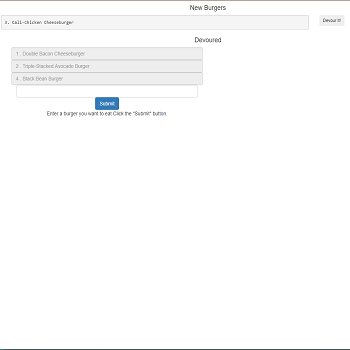 New Burgers
3. Cali-Chicken Cheeseburger
Devour It!
Devoured
1. Double Bacon Cheeseburger
2. Triple-Stacked Avocado Burger
4. Black Bean Burger
Submit
Enter a burger you want to eat Click the "Submit" button.